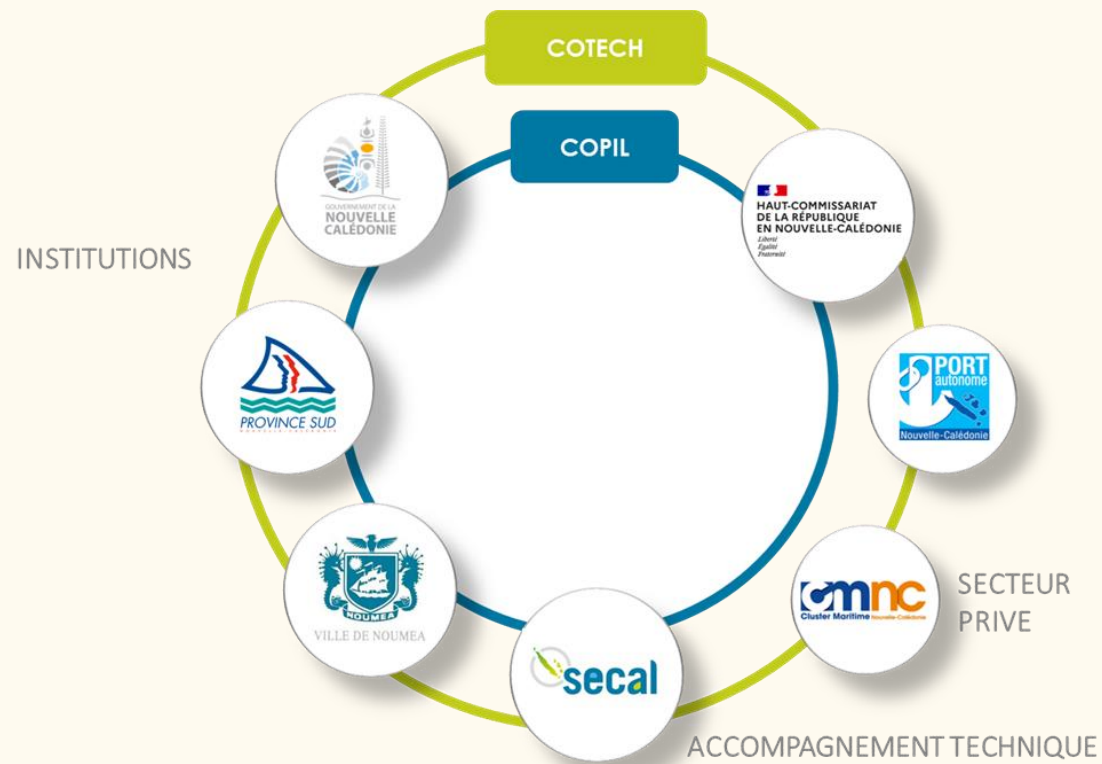 COTECH
COPIL
GOUVERNEMENT DE LA
NOUVELLE
CALÉDONIE
HAUT-COMMISSARIAT
DE LA RÉPUBLIQUE
EN NOUVELLE-CALÉDONIE
Liberté
Égalité
Fraternité
INSTITUTIONS
PROVINCE SUD
NOUVELLE-CALEDONIE
PORT
autonome
Nouvelle-Calédonie
NOUMEA
VILLE DE NOUMEA
cmnc
Cluster Maritime Nouvelle-Calédonie
SECTEUR
PRIVE
secal
ACCOMPAGNEMENT TECHNIQUE